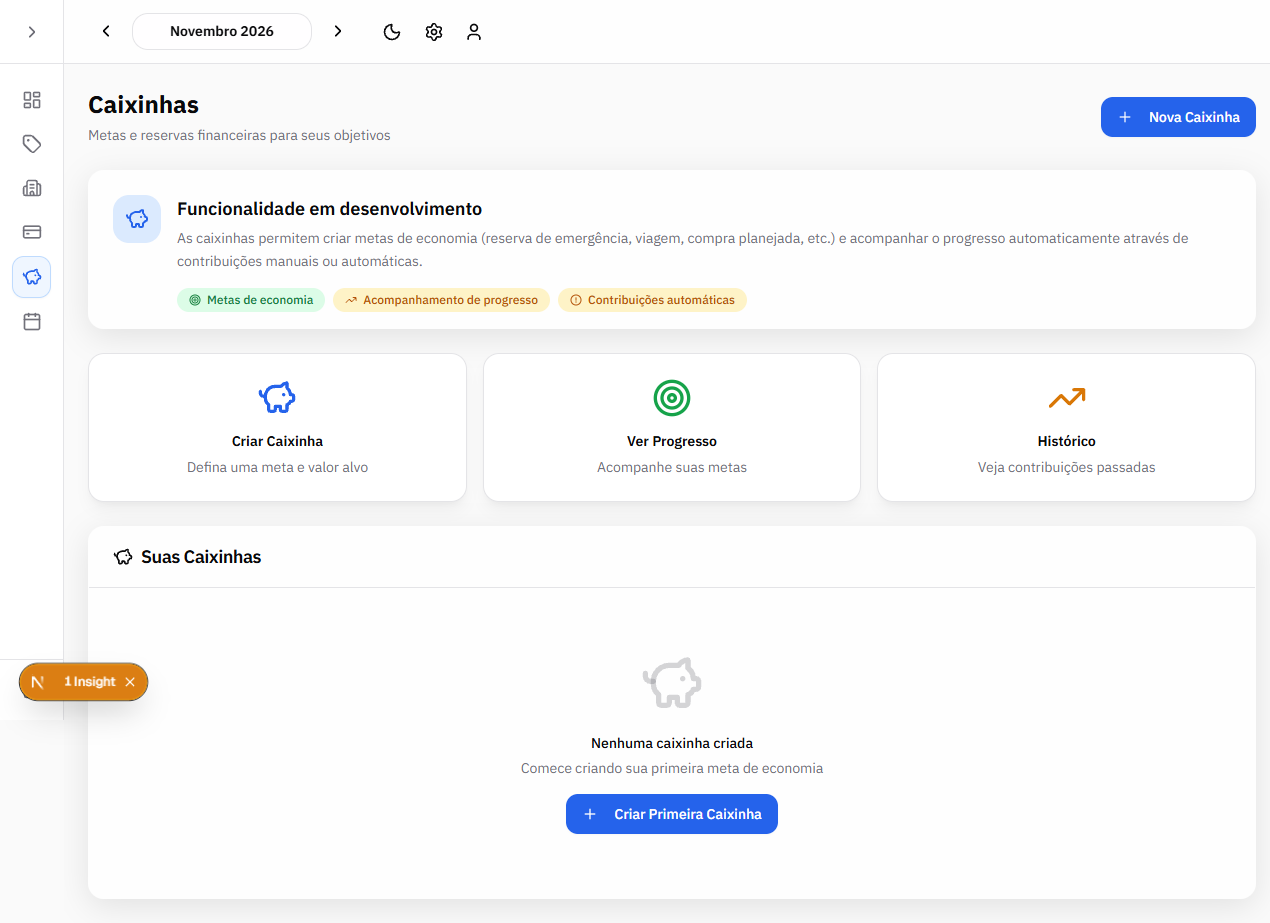 Novembro 2026
Caixinhas
Metas e reservas financeiras para seus objetivos
Nova Caixinha
Funcionalidade em desenvolvimento
As caixinhas permitem criar metas de economia (reserva de emergência, viagem, compra planejada, etc.) e acompanhar o progresso automaticamente através de
contribuições manuais ou automáticas.
Metas de economia
Acompanhamento de progresso
Contribuições automáticas
Criar Caixinha
Defina uma meta e valor alvo
Ver Progresso
Acompanhe suas metas
Histórico
Veja contribuições passadas
Suas Caixinhas
N 1 Insight
Nenhuma caixinha criada
Comece criando sua primeira meta de economia
Criar Primeira Caixinha